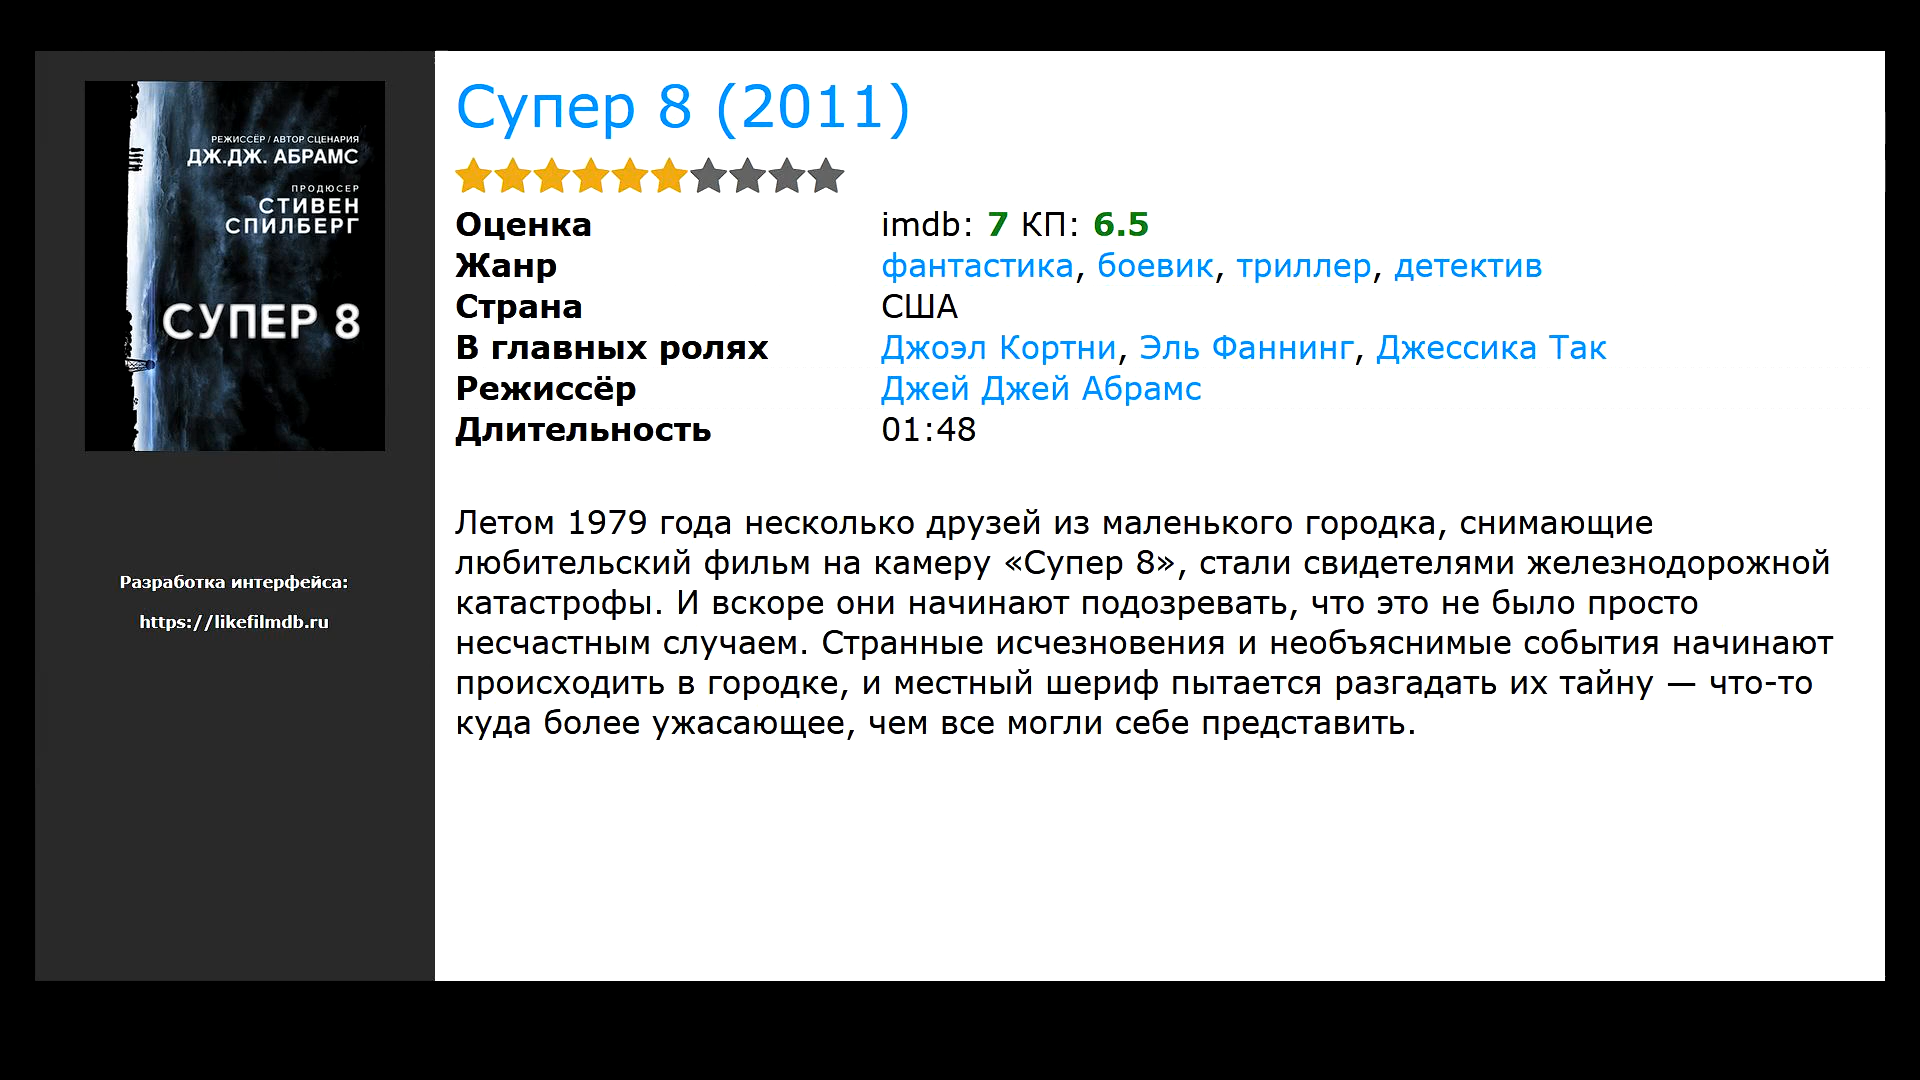 РЕЖИССЁР / АВТОР СЦЕНАРИЯ
ДЖ.ДЖ. АБРАМС
ПРОДЮСЕР
СТИВЕН
СПИЛБЕРГ
СУПЕР 8
Разработка интерфейса:
https://likefilmdb.ru
Супер 8 (2011)
Оценка imdb: 7 КП: 6.5
Жанр фантастика, боевик, триллер, детектив
Страна США
В главных ролях Джоэл Кортни, Эль Фаннинг, Джессика Так
Режиссёр Джей Джей Абрамс
Длительность 01:48
Летом 1979 года несколько друзей из маленького городка, снимающие
любительский фильм на камеру «Супер 8», стали свидетелями железнодорожной
катастрофы. И вскоре они начинают подозревать, что это не было просто
несчастным случаем. Странные исчезновения и необъяснимые события начинают
происходить в городке, и местный шериф пытается разгадать их тайну — что-то
куда более ужасающее, чем все могли себе представить.